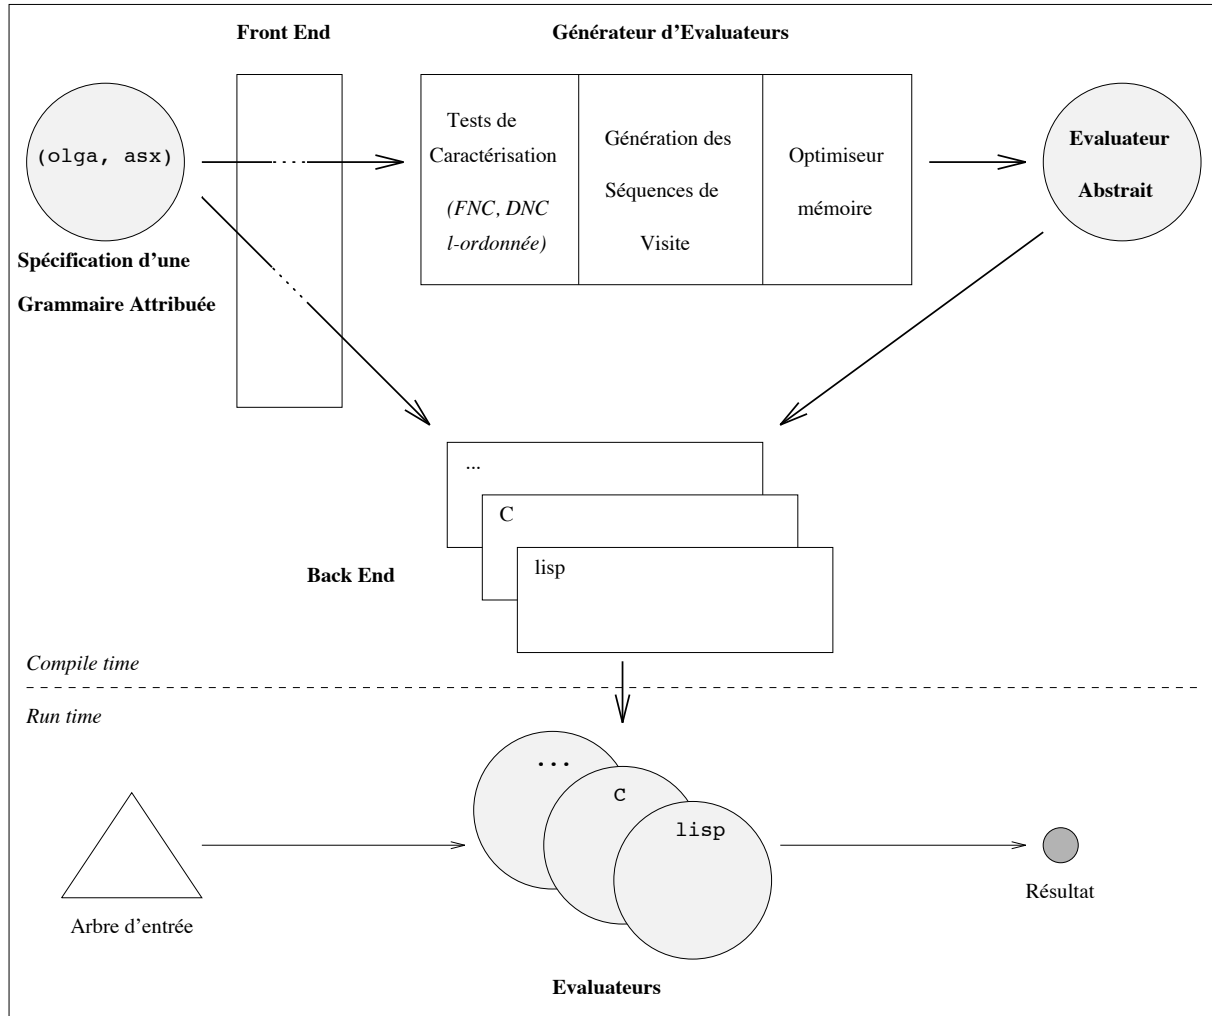 Front End
Générateur d'Evaluateurs
(olga, asx)
Spécification d'une
Grammaire Attribuée
Tests de
Caractérisation
(FNC, DNC
l-ordonnée)
Génération des
Séquences de
Visite
Optimiseur
mémoire
Evaluateur
Abstrait
...
C
lisp
Back End
Compile time
Run time
...
C
lisp
Arbre d'entrée
Résultat
Evaluateurs